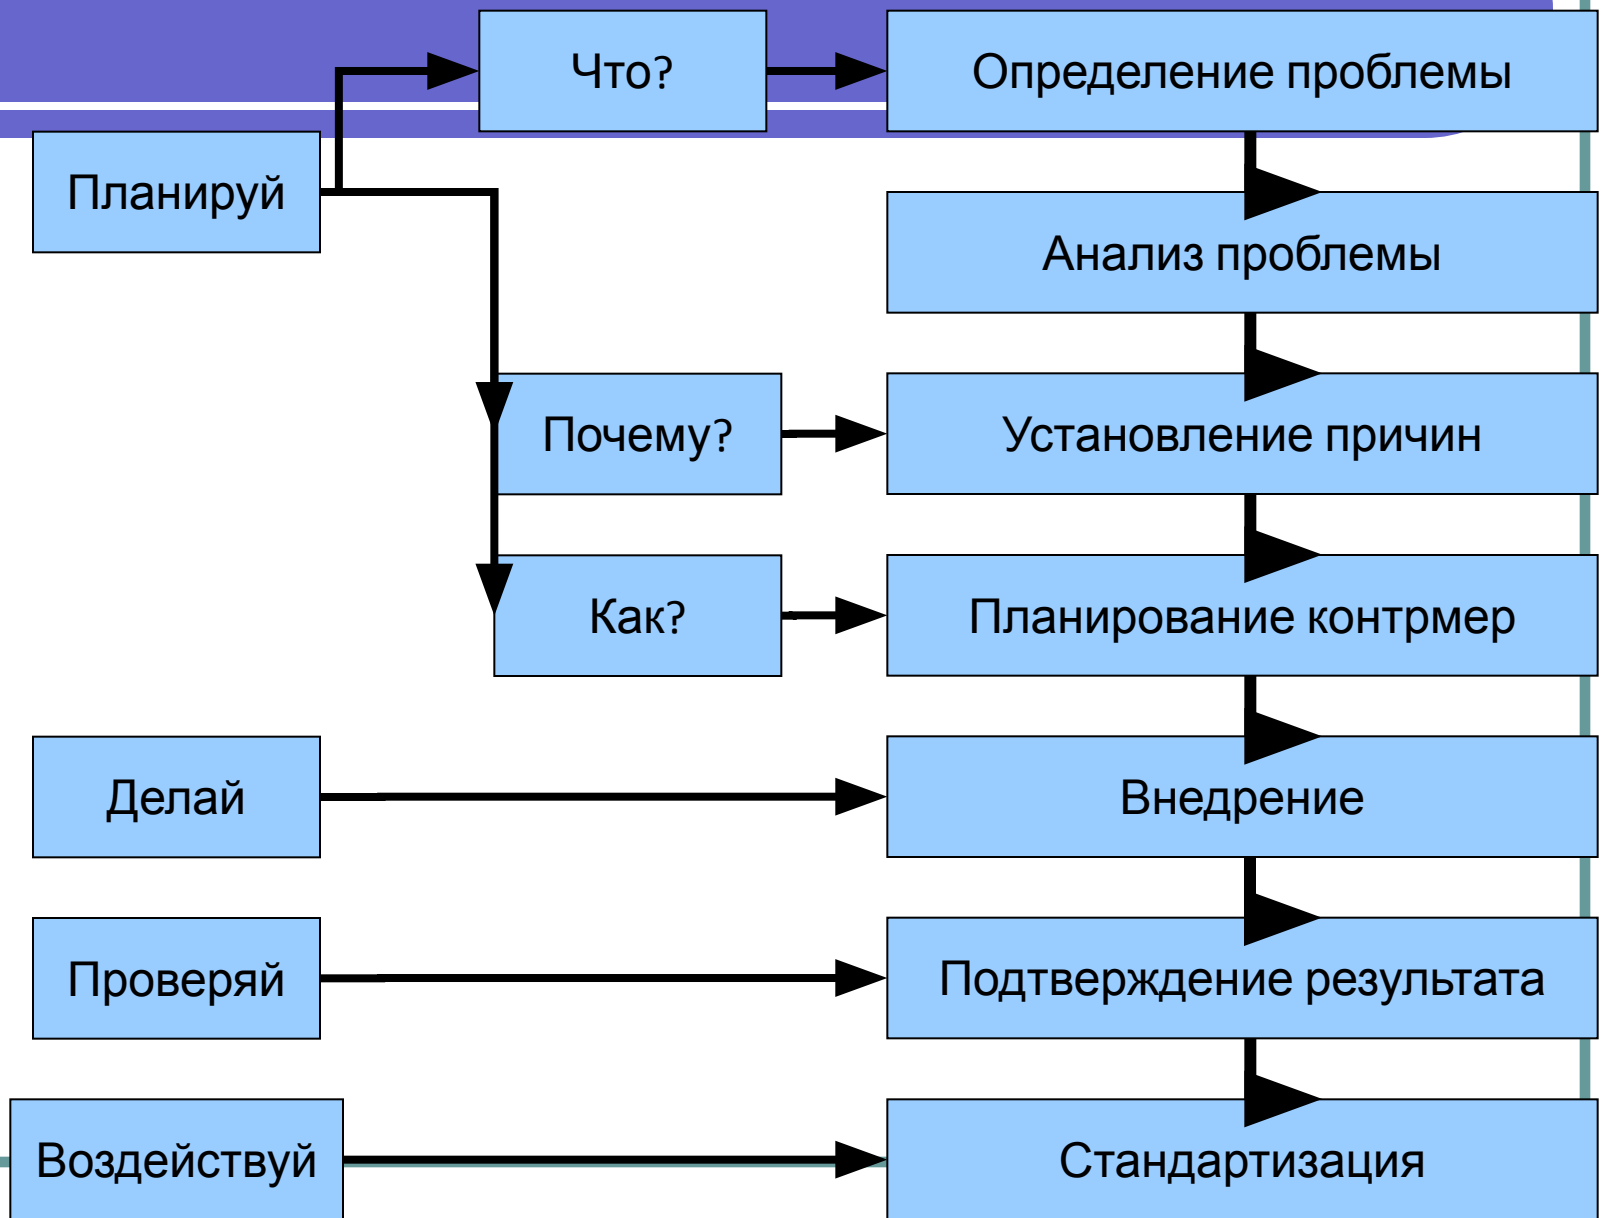 Что?
Определение проблемы
Планируй
Анализ проблемы
Почему?
Установление причин
Как?
Планирование контрмер
Делай
Внедрение
Проверяй
Подтверждение результата
Воздействуй
Стандартизация